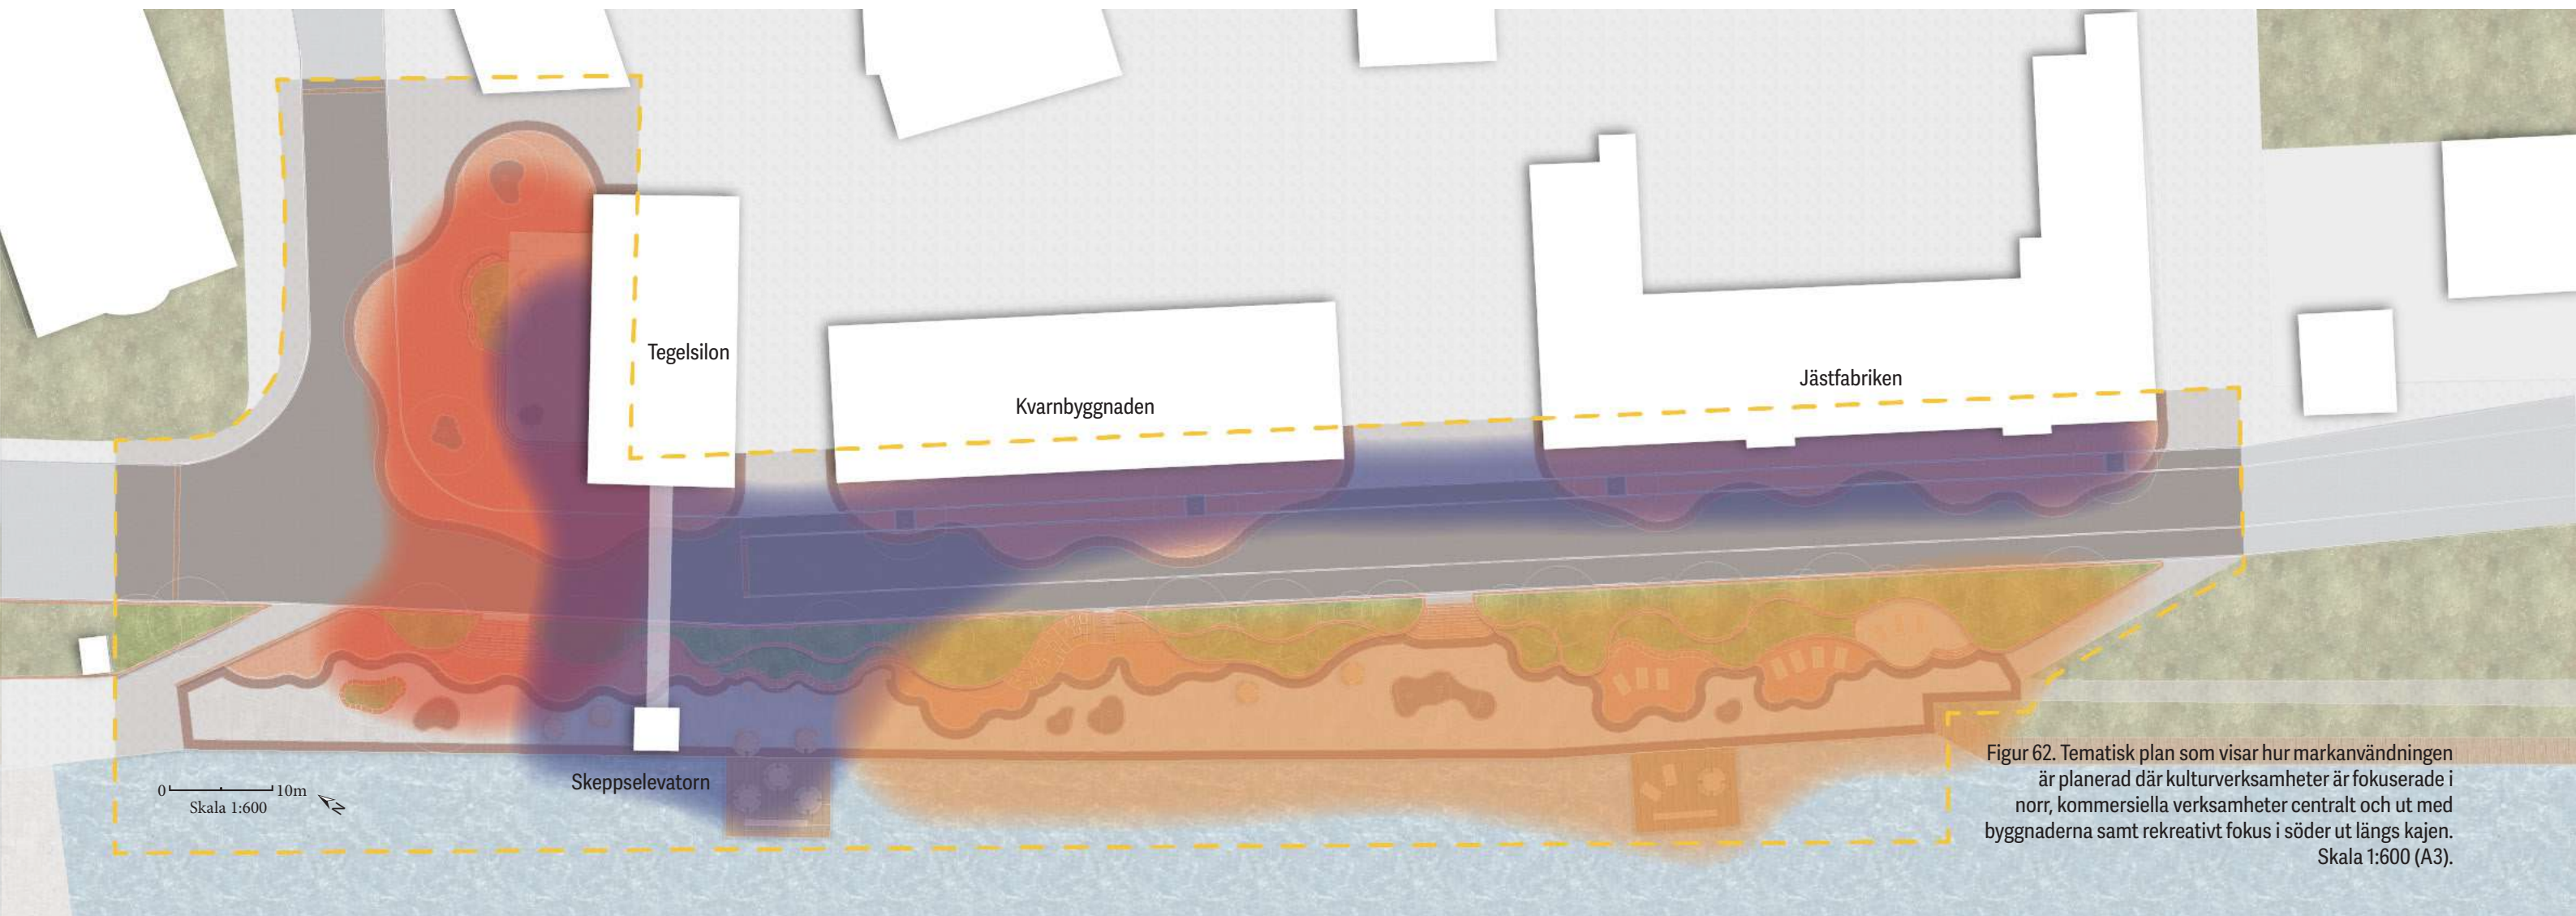 Tegelsilon
Kvarnbyggnaden
Jästfabriken
Skeppselevatorn
0 10m
Skala 1:600
N
Figur 62. Tematisk plan som visar hur markanvändningen
är planerad där kulturverksamheter är fokuserade i
norr, kommersiella verksamheter centralt och ut med
byggnaderna samt rekreativt fokus i söder ut längs kajen.
Skala 1:600 (A3).